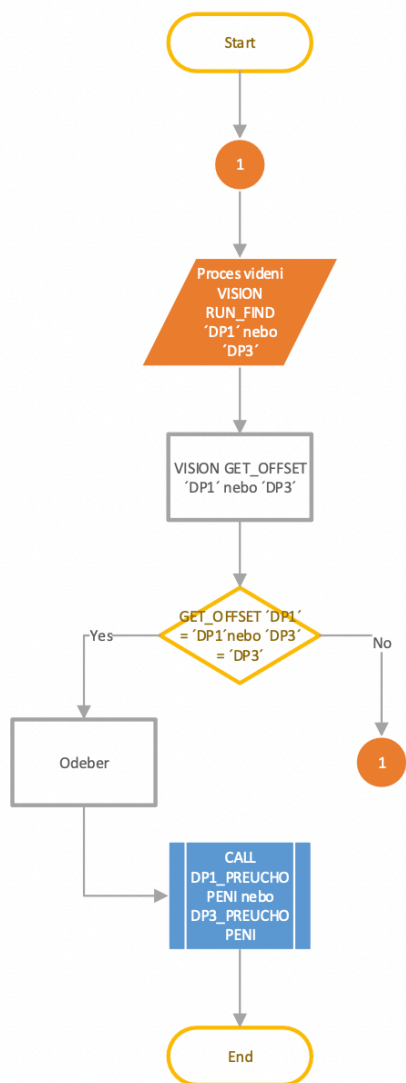 Start
1
Proces videni
VISION
RUN_FIND
´DP1´ nebo
´DP3´
VISION GET_OFFSET
´DP1´ nebo ´DP3´
GET_OFFSET ´DP1´
= ´DP1´nebo ´DP3´
= ´DP3´
Yes
No
Odeber
1
CALL
DP1_PREUCHO
PENI nebo
DP3_PREUCHO
PENI
End